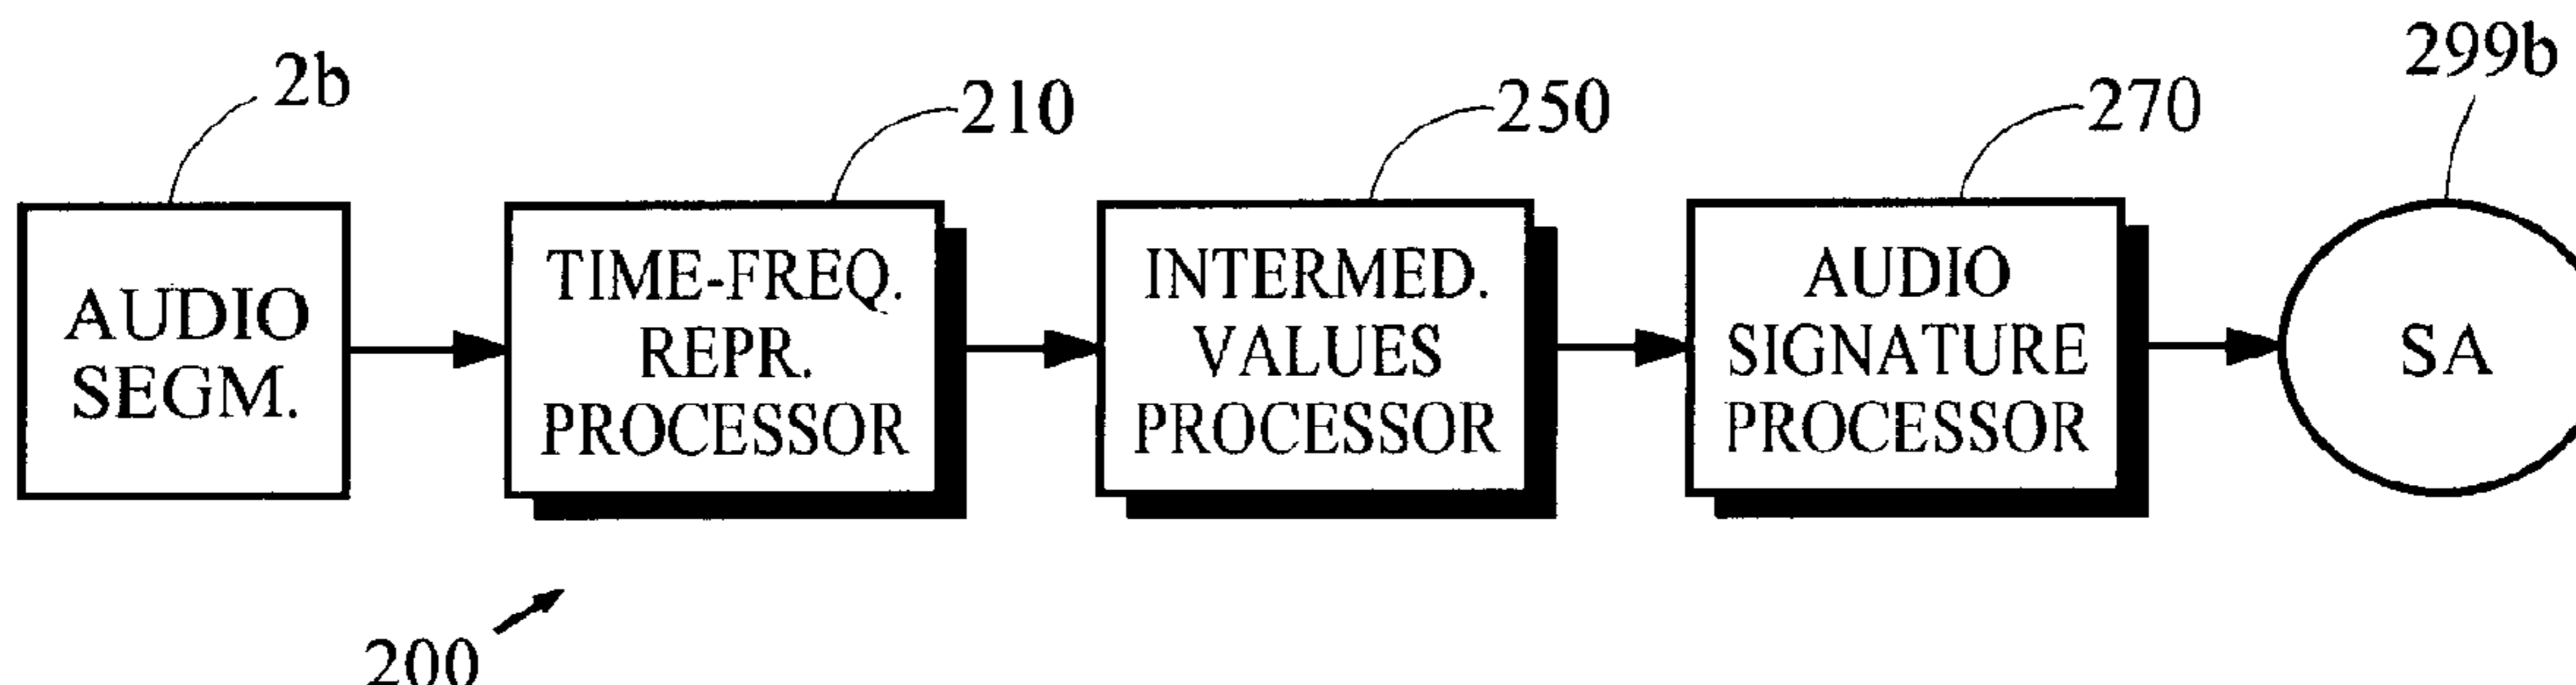 2b
210
250
270
299b
AUDIO
SEGM.
TIME-FREQ.
REPR.
PROCESSOR
INTERMED.
VALUES
PROCESSOR
AUDIO
SIGNATURE
PROCESSOR
SA
200